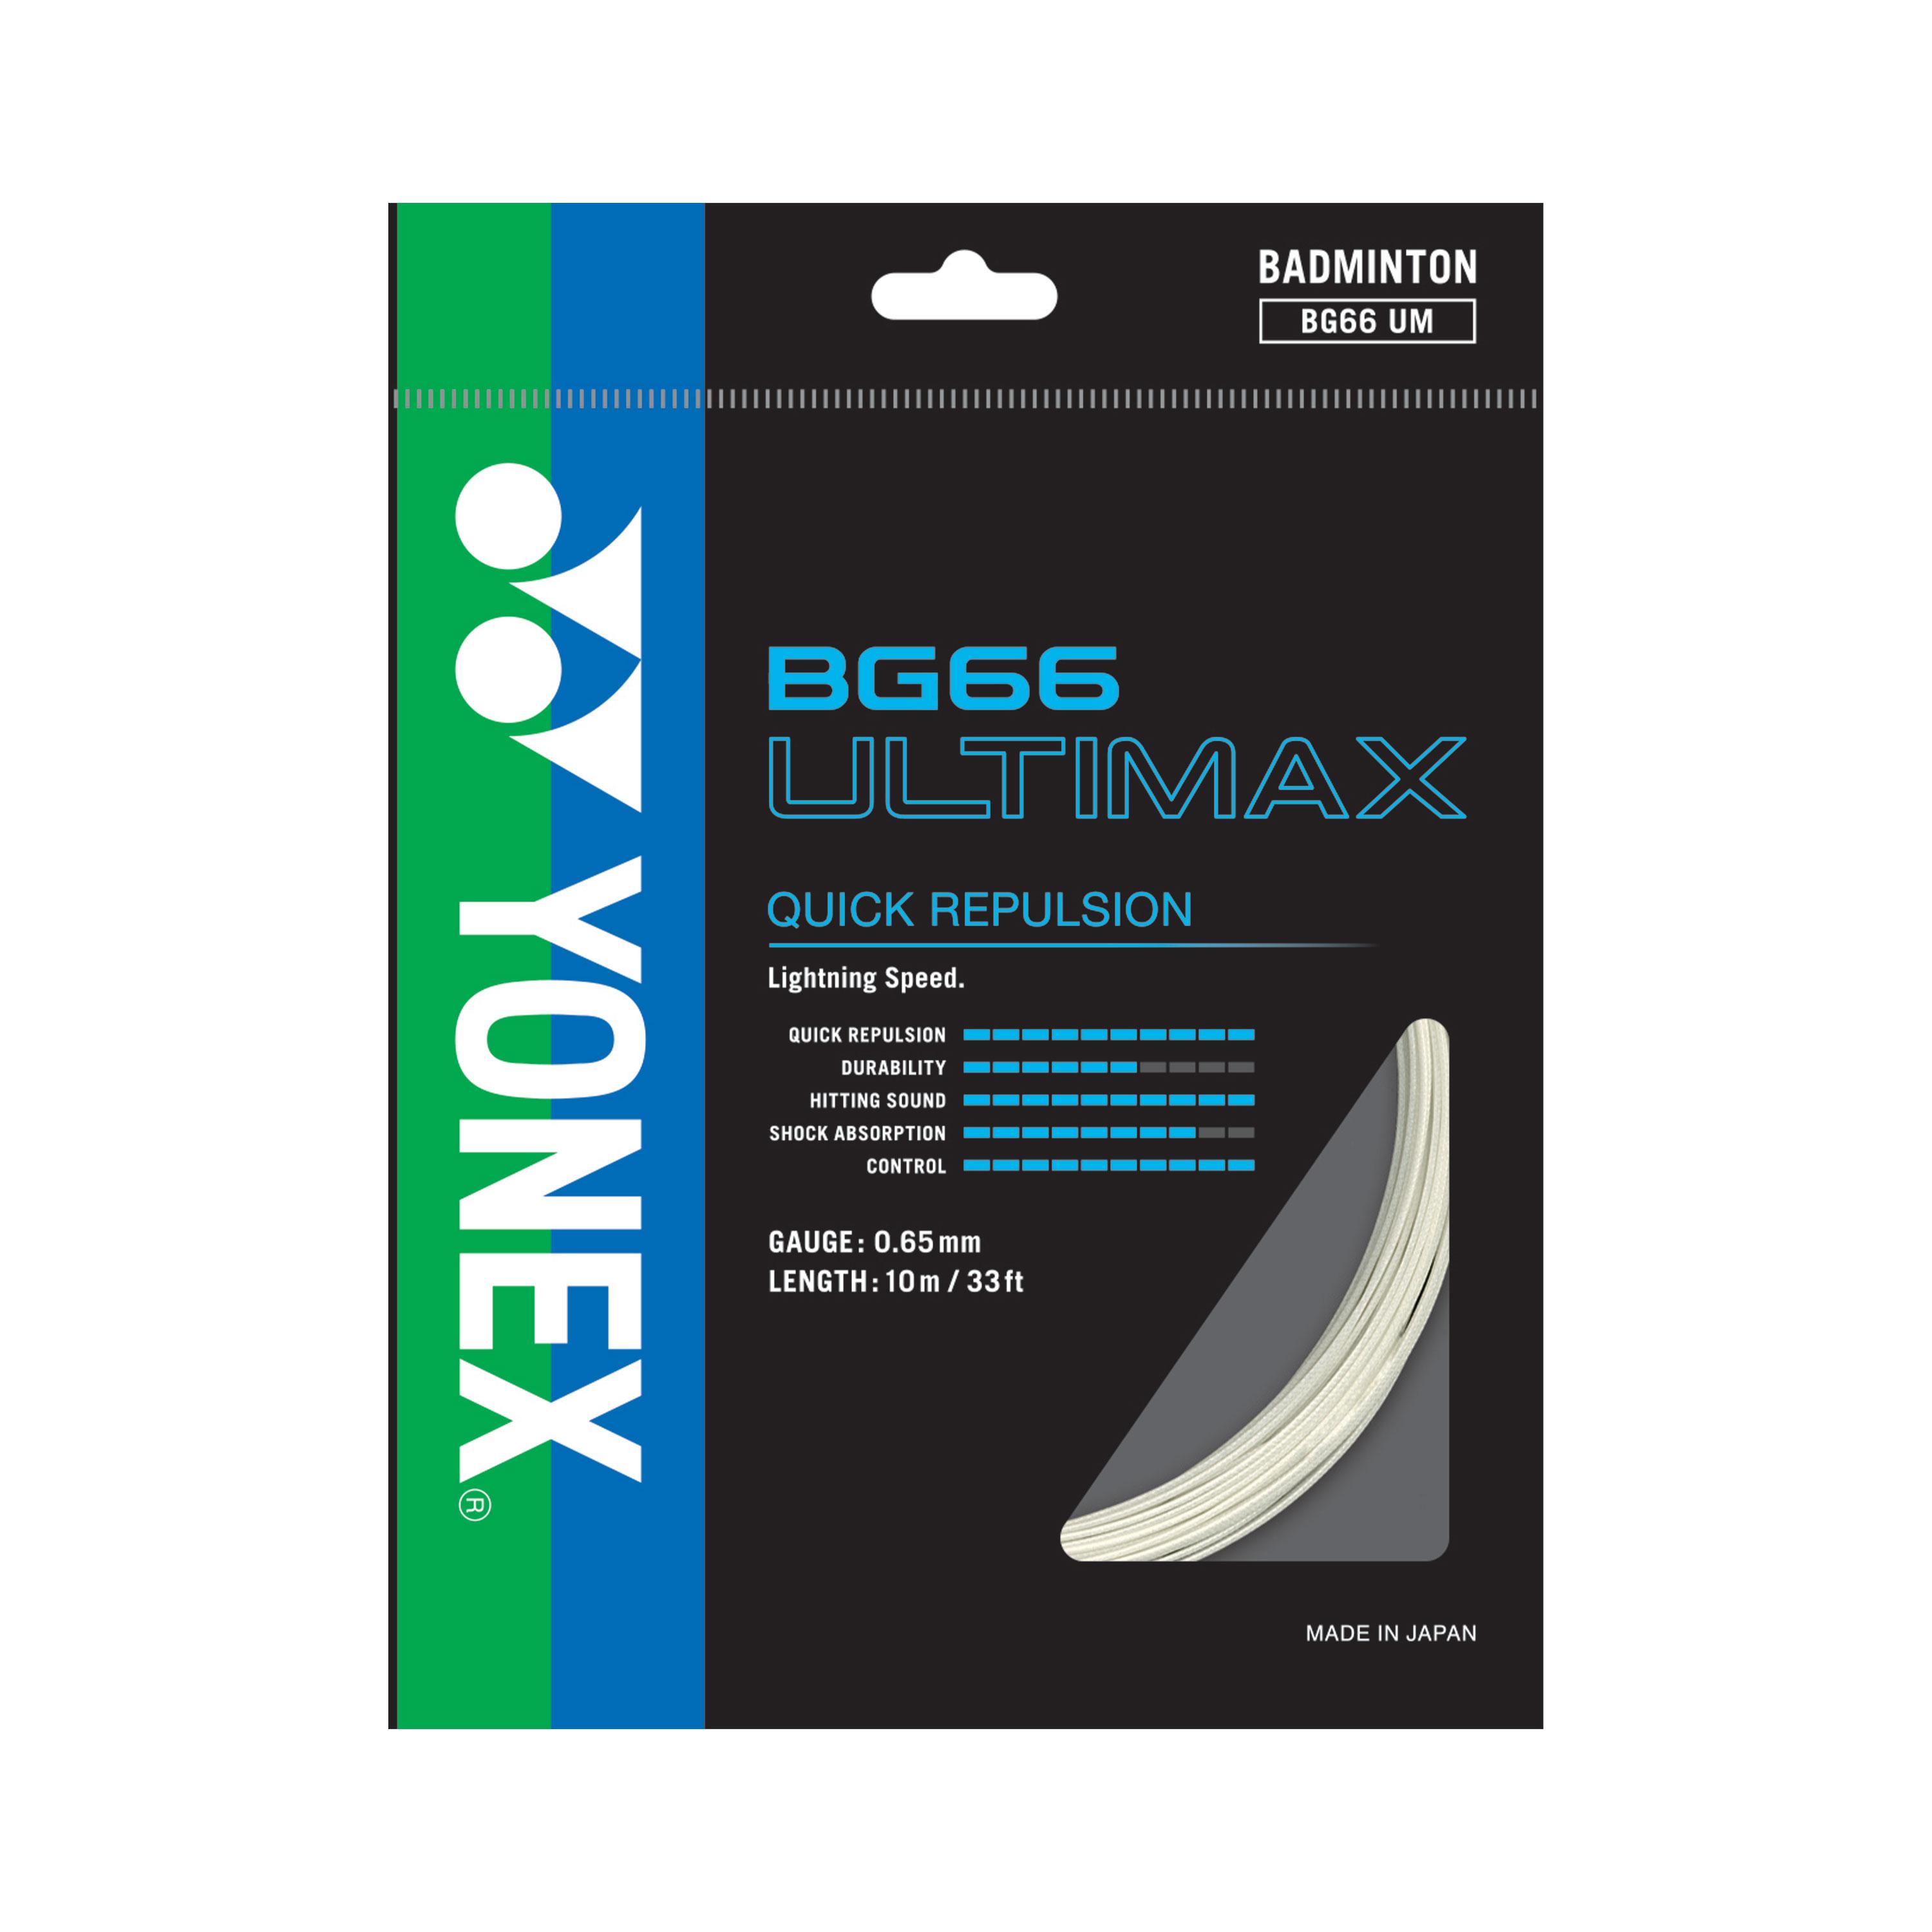 BADMINTON
BG66 UM
YONEX®
BG66
ULTIMAX
QUICK REPULSION
Lightning Speed.
QUICK REPULSION
DURABILITY
HITTING SOUND
SHOCK ABSORPTION
CONTROL
GAUGE: 0.65mm
LENGTH: 10m / 33ft
MADE IN JAPAN